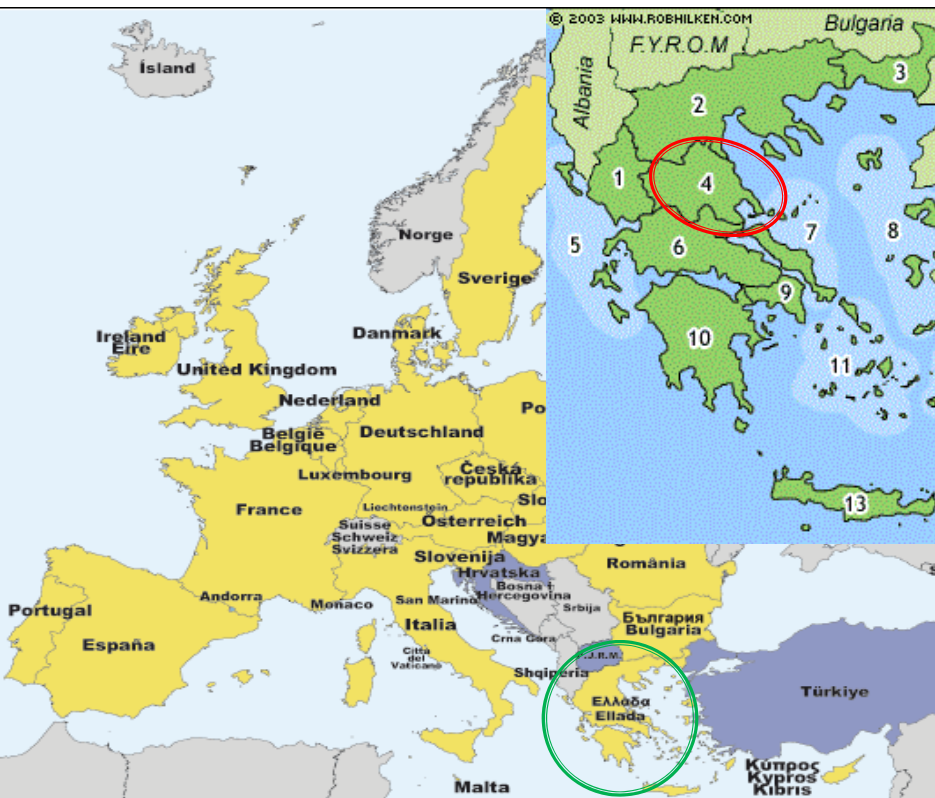 © 2003 WWW.ROBHILKEN.COM
Bulgaria
F.Y.R.O.M
Albania
3
2
1
4
5
6
7
8
9
10
11
13
Ísland
Norge
Sverige
Ireland
Éire
Danmark
United Kingdom
Nederland
Po
België
Belgique
Deutschland
Luxembourg
Česká
republika
Slo
France
Liechtenstein
Suisse
Schweiz
Svizzera
Österreich
Magya
Slovenija
România
Hrvatska
Bosna i
Hercegovina
Andorra
Monaco
San Marino
Srbija
Portugal
España
Italia
България
Bulgaria
Crna Gora
Città
del
Vaticano
F.J.R.M.
Shqiperia
Ελλάδα
Ellada
Türkiye
Κύπρος
Kypros
Kibris
Malta